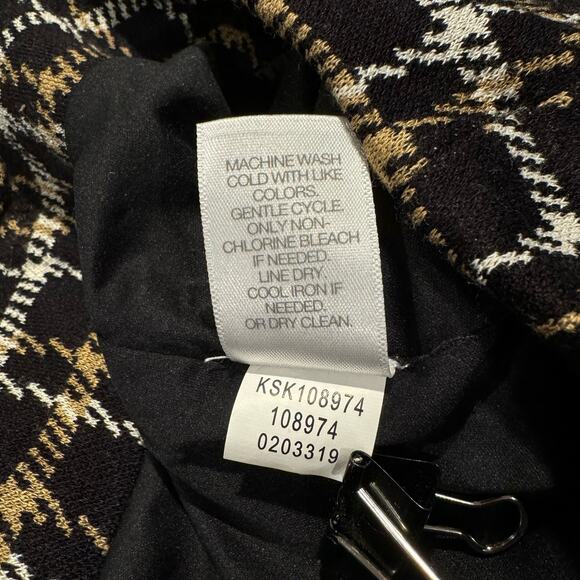 MACHINE WASH
COLD WITH LIKE
COLORS.
GENTLE CYCLE.
ONLY NON-
CHLORINE BLEACH
IF NEEDED.
LINE DRY.
COOL IRON IF
NEEDED.
OR DRY CLEAN.
KSK108974
108974
0203319